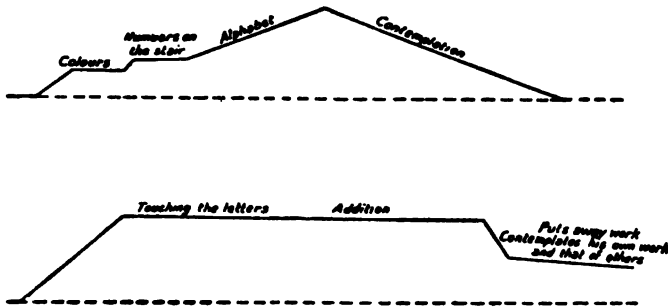 Colours
Numbers on
the stair
Alphabet
Contemplation
Touching the letters
Addition
Puts away work
Contemplates his own work
and that of others